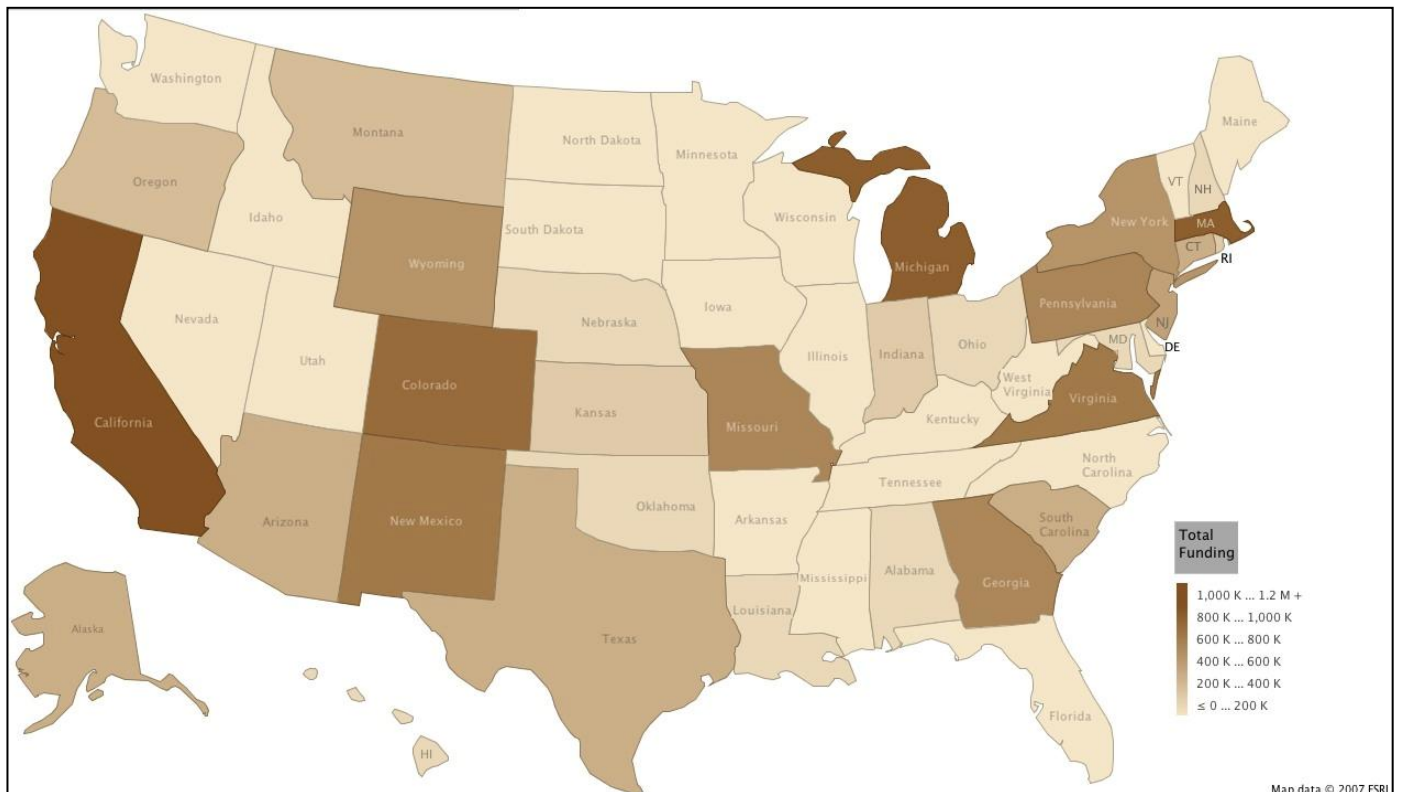 Washington
Montana
North Dakota
Minnesota
Maine
Oregon
Idaho
South Dakota
Wisconsin
VT
NH
New York
MA
CT
RI
Wyoming
Michigan
Nevada
Utah
Nebraska
Iowa
Illinois
Indiana
Ohio
Pennsylvania
NJ
MD
DE
California
Colorado
Kansas
Missouri
Kentucky
West
Virginia
Virginia
Arizona
New Mexico
Oklahoma
Arkansas
Tennessee
North
Carolina
South
Carolina
Texas
Louisiana
Mississippi
Alabama
Georgia
Florida
Alaska
HI
Total
Funding
1,000 K ... 1.2 M +
800 K ... 1,000 K
600 K ... 800 K
400 K ... 600 K
200 K ... 400 K
≤ 0 ... 200 K
Map data © 2007 ESRI